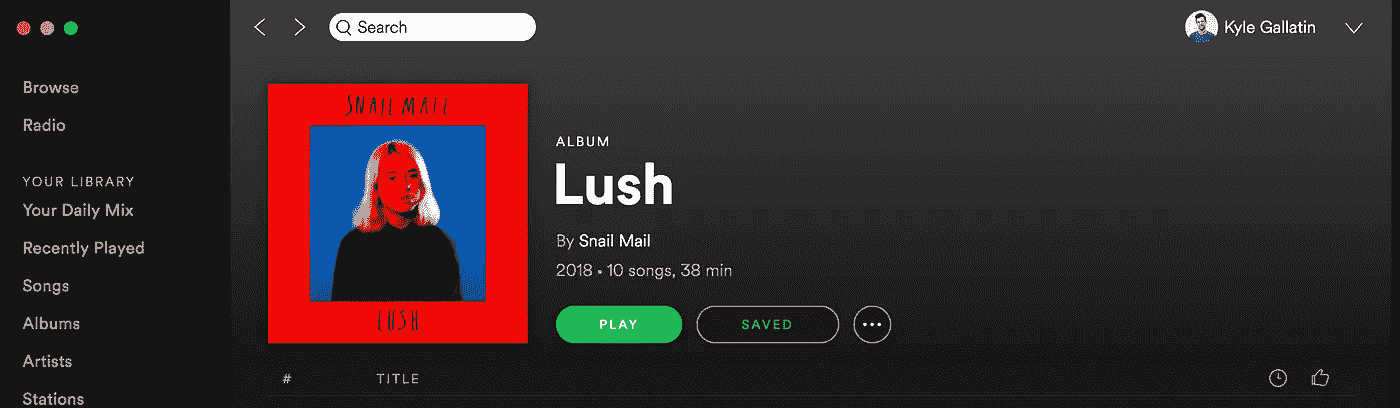 Search
Kyle Gallatin
Browse
Radio
YOUR LIBRARY
Your Daily Mix
Recently Played
Songs
Albums
Artists
Stations
SNAIL MAIL
LUSH
ALBUM
Lush
By Snail Mail
2018 • 10 songs, 38 min
PLAY
SAVED
# TITLE